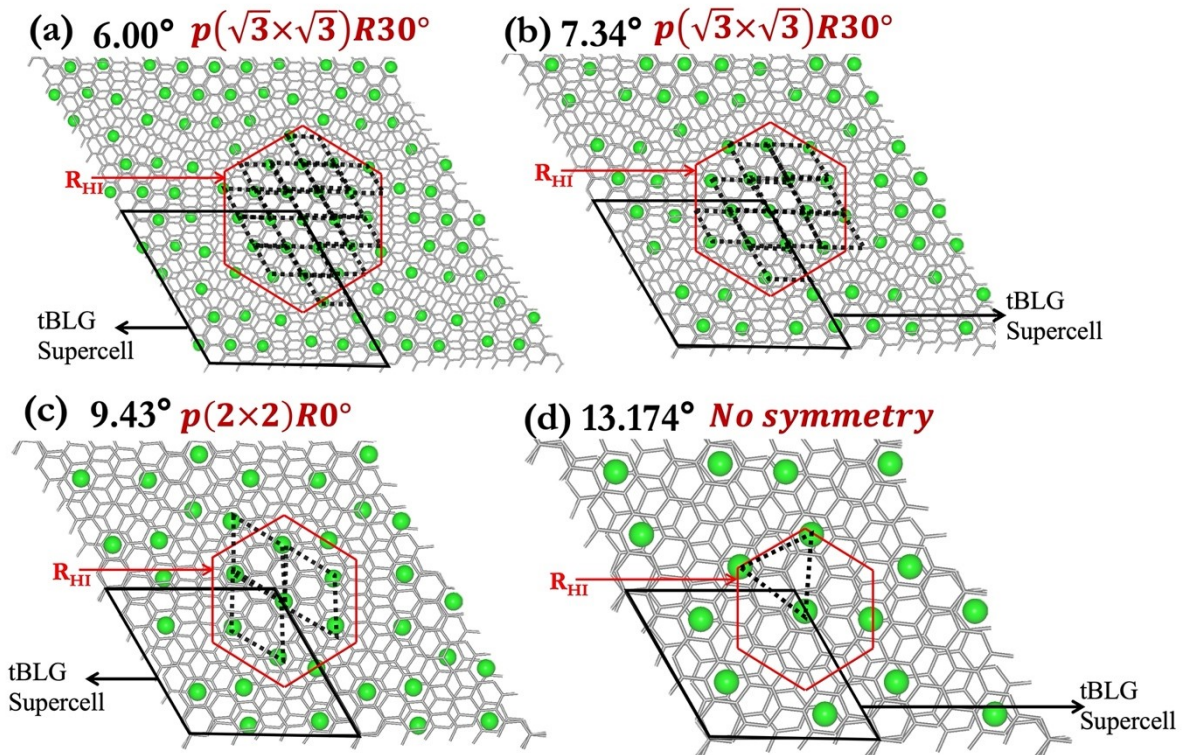 (a) 6.00° p(√3×√3)R30°
R_HI
tBLG
Supercell
(b) 7.34° p(√3×√3)R30°
R_HI
tBLG
Supercell
(c) 9.43° p(2×2)R0°
R_HI
tBLG
Supercell
(d) 13.174° No symmetry
R_HI
tBLG
Supercell